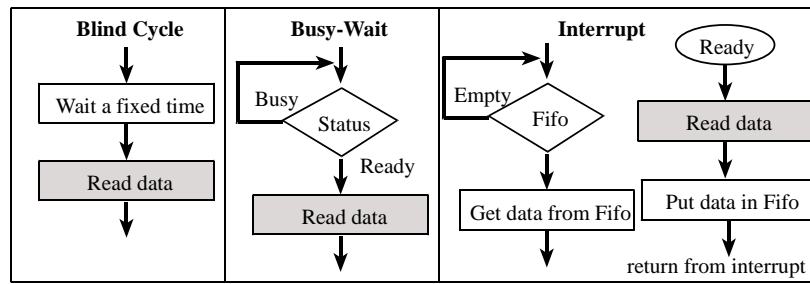 Blind Cycle
Wait a fixed time
Read data
Busy-Wait
Busy
Status
Ready
Read data
Interrupt
Empty
Fifo
Get data from Fifo
Ready
Read data
Put data in Fifo
return from interrupt